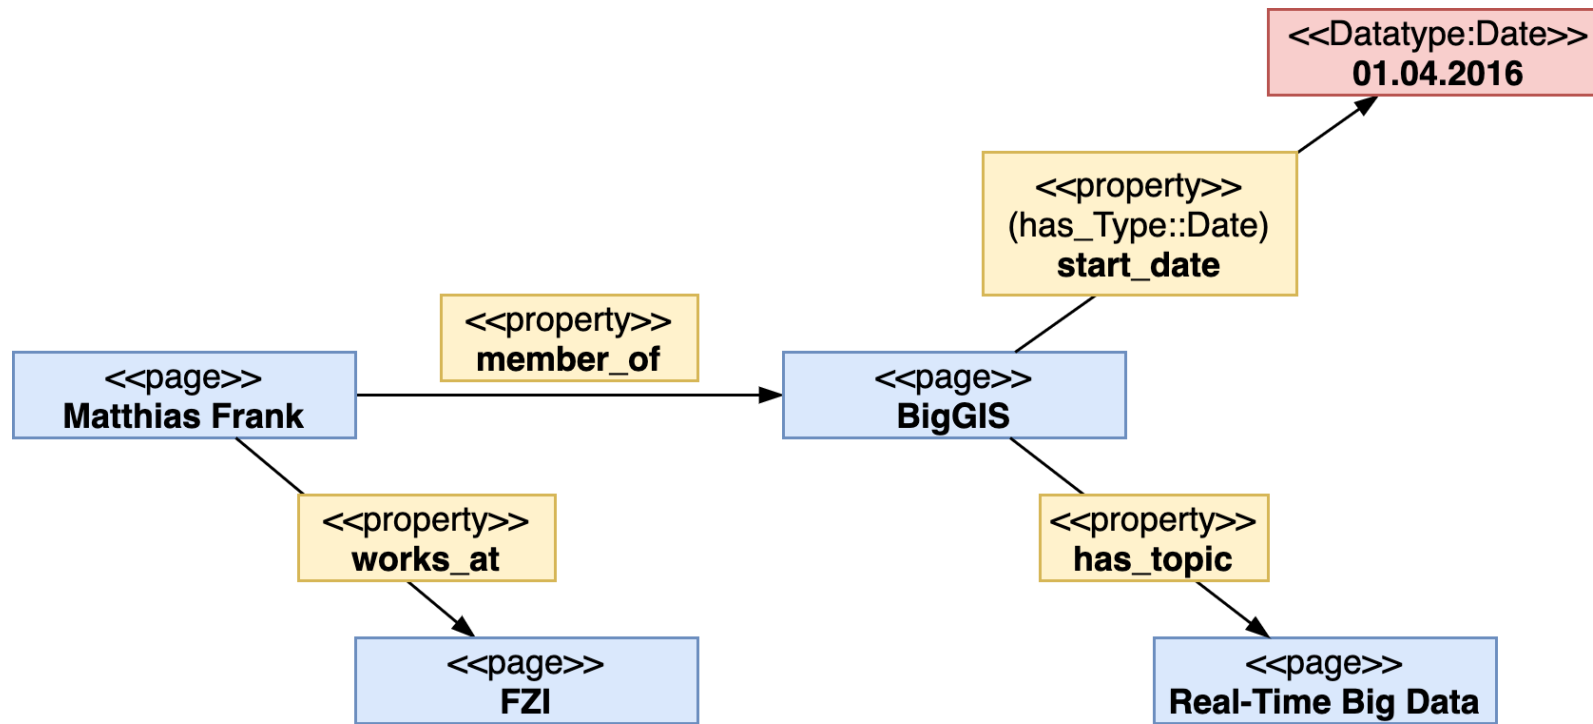 <<Datatype:Date>>
01.04.2016
<<property>>
(has_Type::Date)
start_date
<<property>>
member_of
<<page>>
Matthias Frank
<<page>>
BigGIS
<<property>>
works_at
<<property>>
has_topic
<<page>>
FZI
<<page>>
Real-Time Big Data